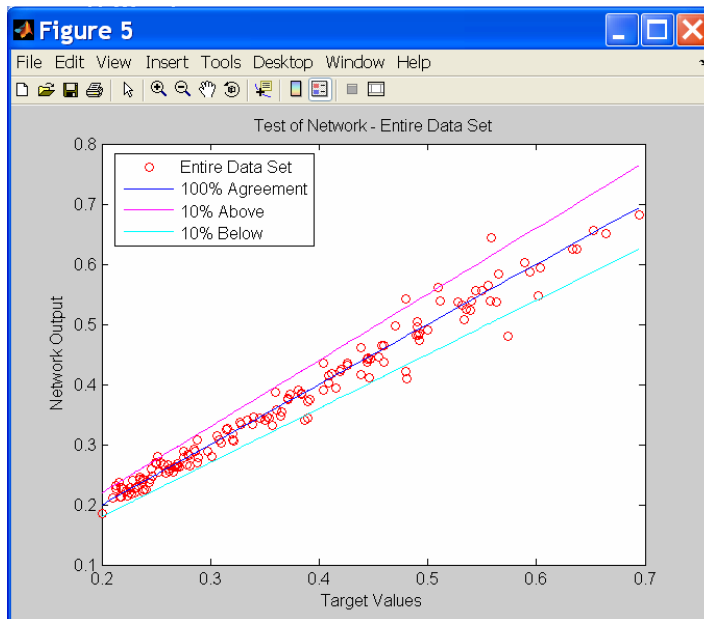 Figure 5
File Edit View Insert Tools Desktop Window Help
Test of Network - Entire Data Set
Entire Data Set
100% Agreement
10% Above
10% Below
Network Output
0.8
0.7
0.6
0.5
0.4
0.3
0.2
0.1
0.2 0.3 0.4 0.5 0.6 0.7
Target Values